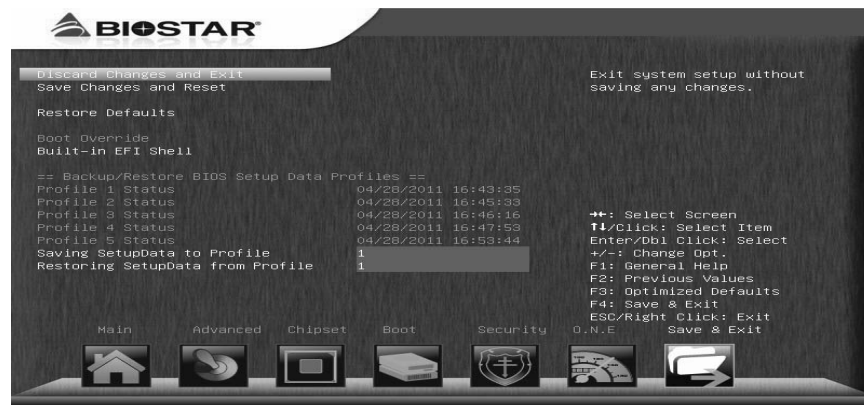 BIOSTAR
Discard Changes and Exit
Save Changes and Reset
Restore Defaults
Boot Override
Built-in EFI Shell
== Backup/Restore BIOS Setup Data Profiles ==
Profile 1 Status 04/28/2011 16:43:35
Profile 2 Status 04/28/2011 16:45:33
Profile 3 Status 04/28/2011 16:46:16
Profile 4 Status 04/28/2011 16:47:53
Profile 5 Status 04/28/2011 16:53:44
Saving SetupData to Profile 1
Restoring SetupData from Profile 1
Exit system setup without
saving any changes.
→←: Select Screen
↑↓/Click: Select Item
Enter/Dbl Click: Select
+/-: Change Opt.
F1: General Help
F2: Previous Values
F3: Optimized Defaults
F4: Save & Exit
ESC/Right Click: Exit
Main Advanced Chipset Boot Security O.N.E Save & Exit